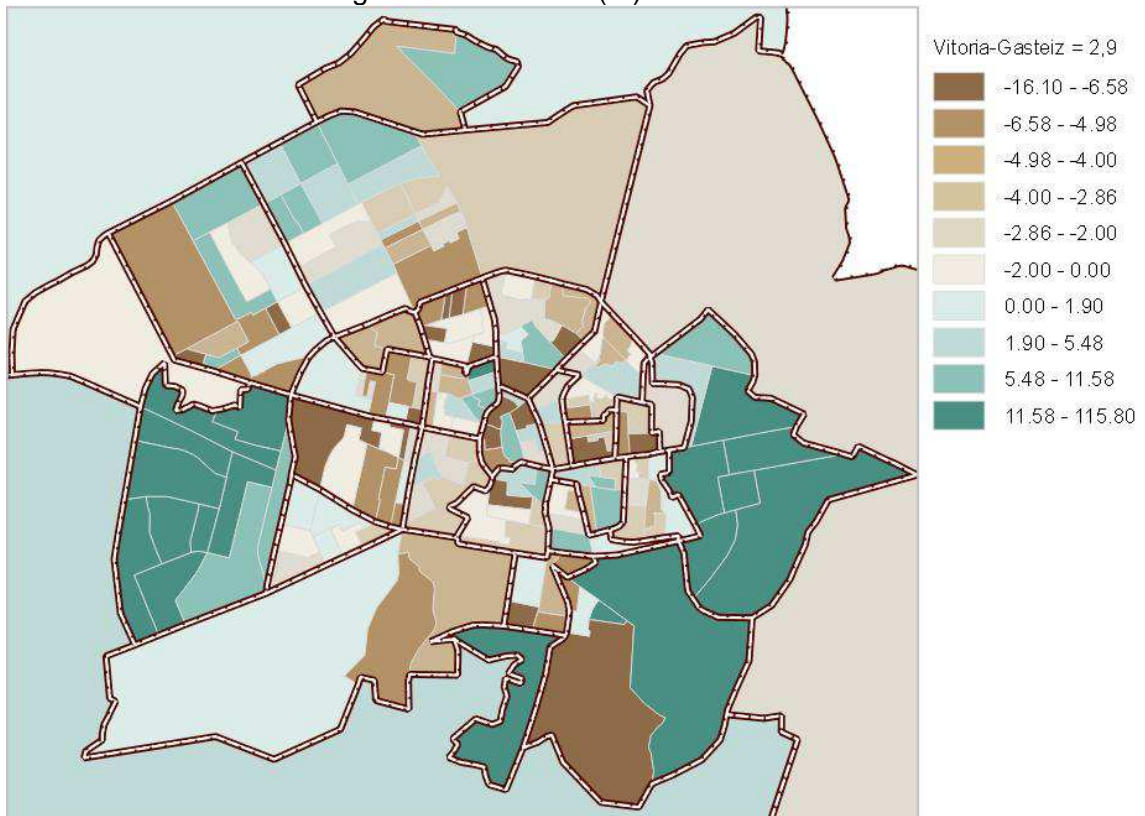 (
)
Vitoria-Gasteiz = 2,9
-16.10 - -6.58
-6.58 - -4.98
-4.98 - -4.00
-4.00 - -2.86
-2.86 - -2.00
-2.00 - 0.00
0.00 - 1.90
1.90 - 5.48
5.48 - 11.58
11.58 - 115.80